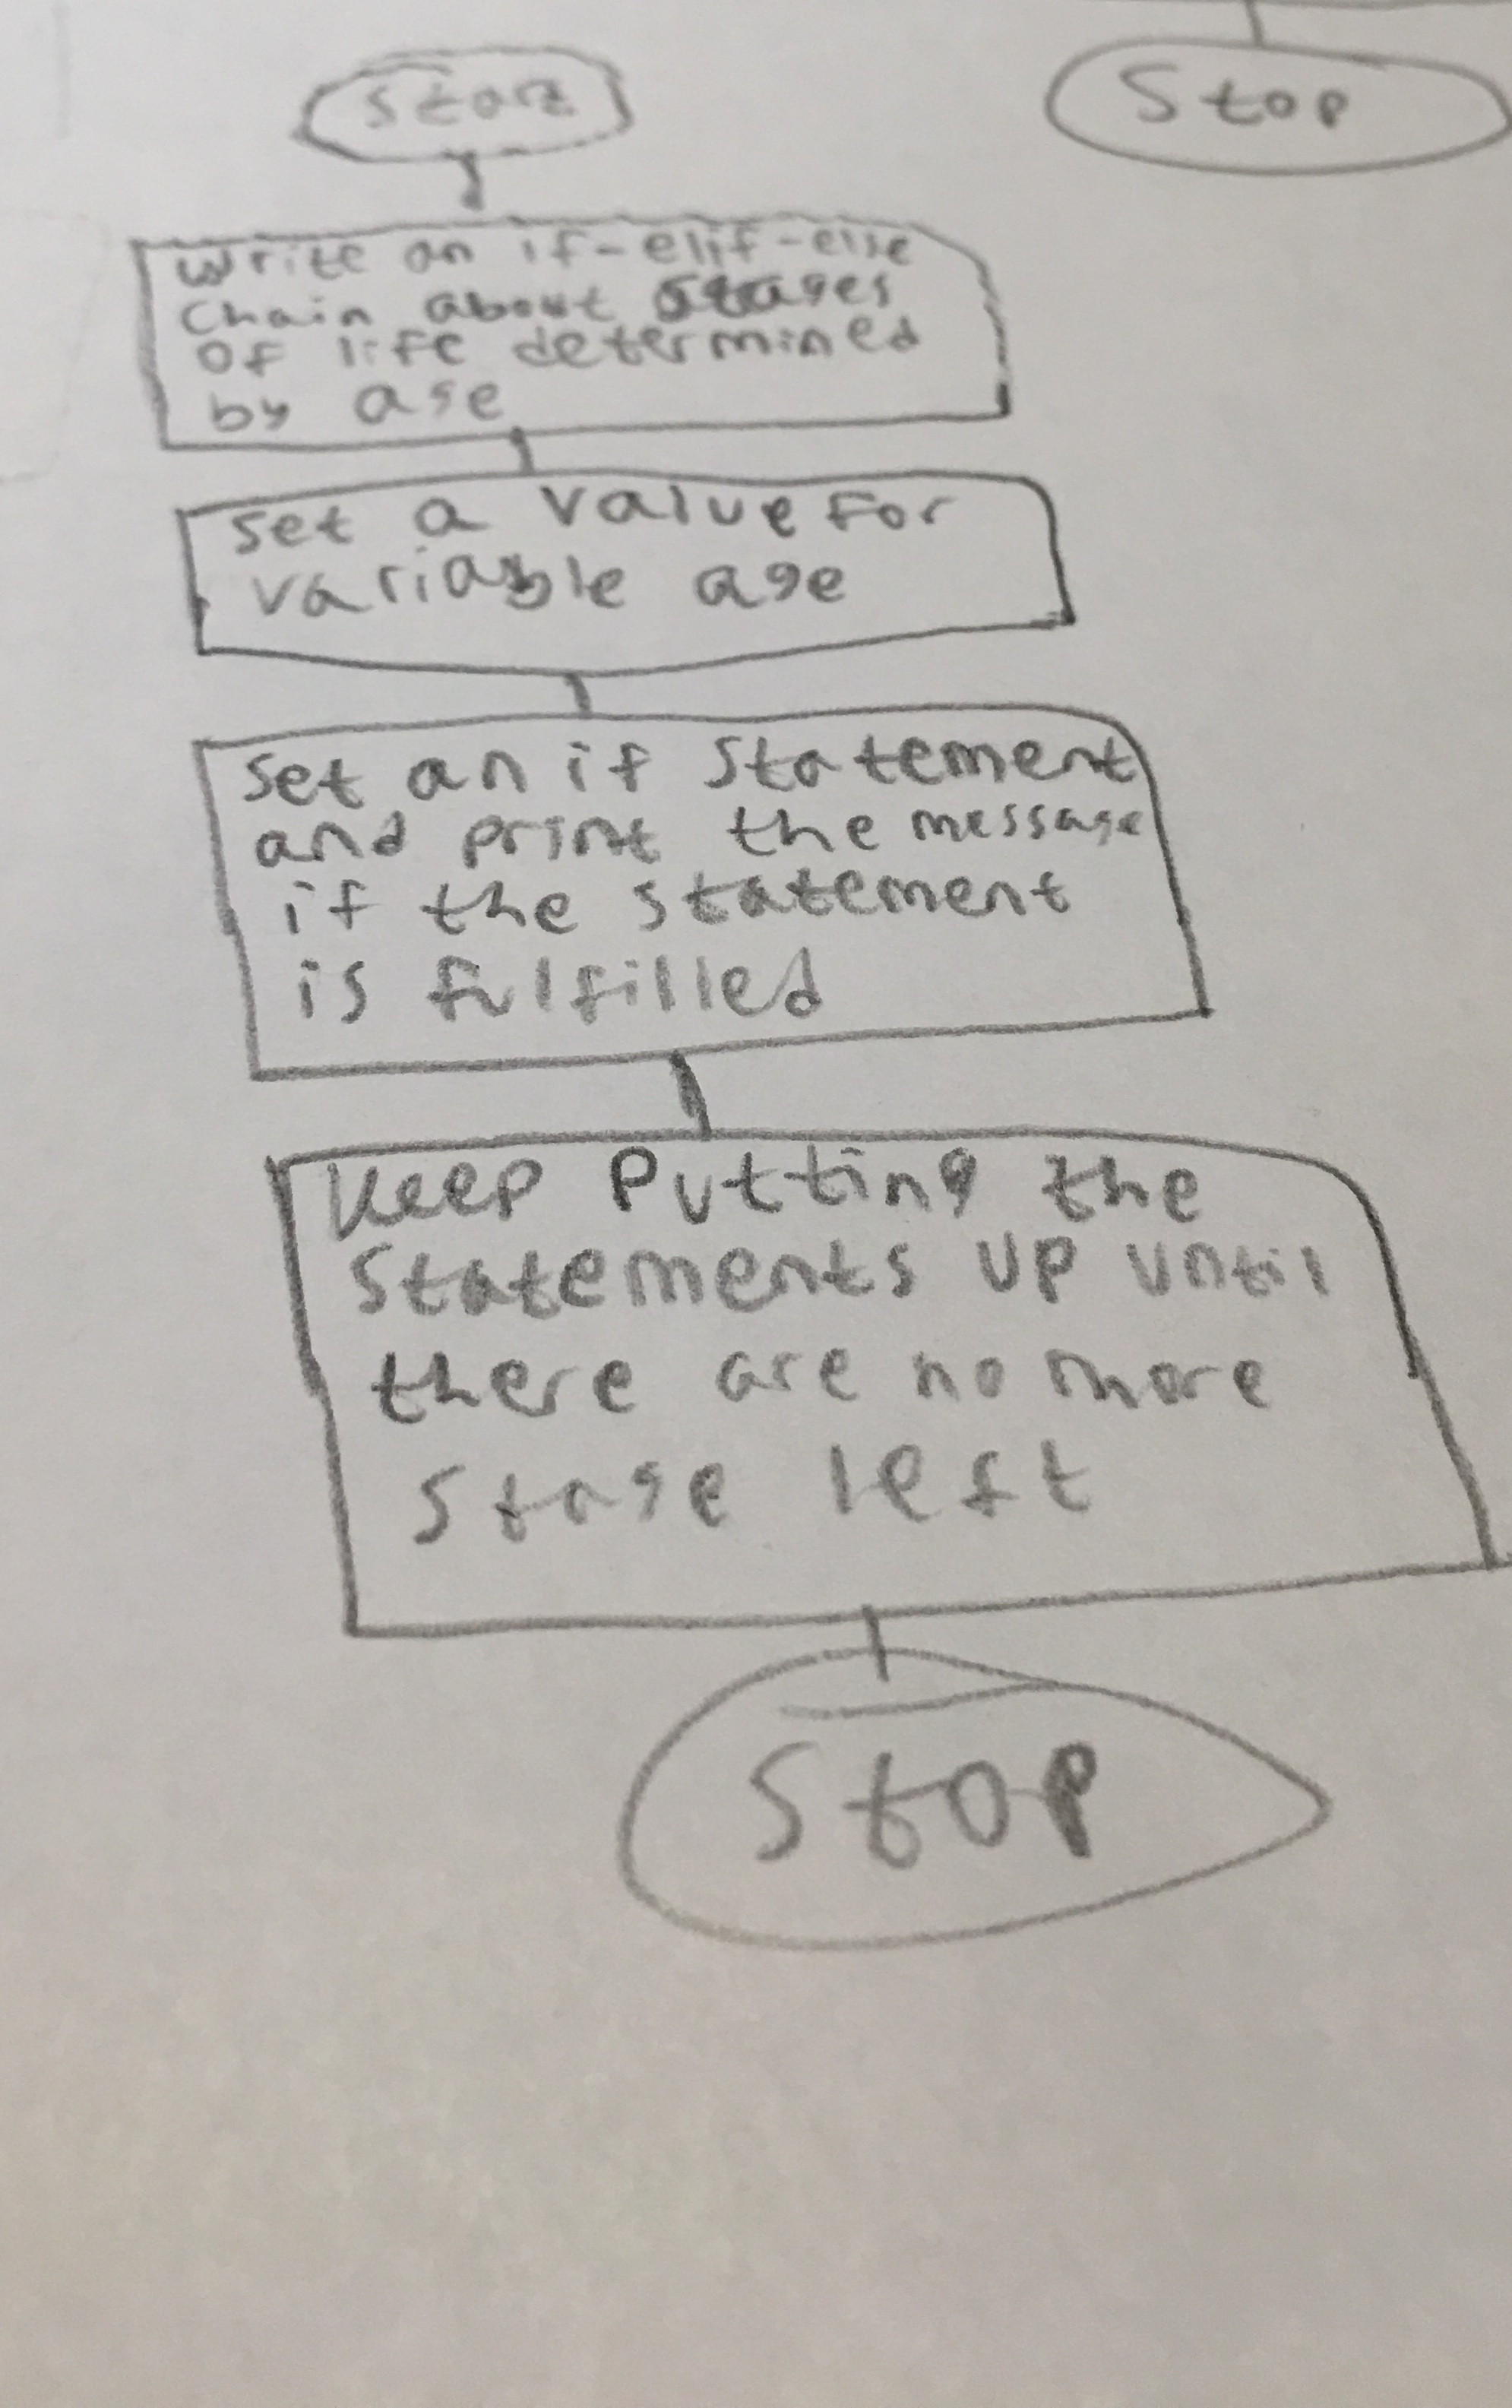 Start
Stop
Write an if-elif-else
Chain about Stages
of life determined
by age
Set a value for
variable age
Set an if statement
and print the message
if the statement
is fulfilled
Keep Putting the
Statements up until
there are no more
Stage left
Stop